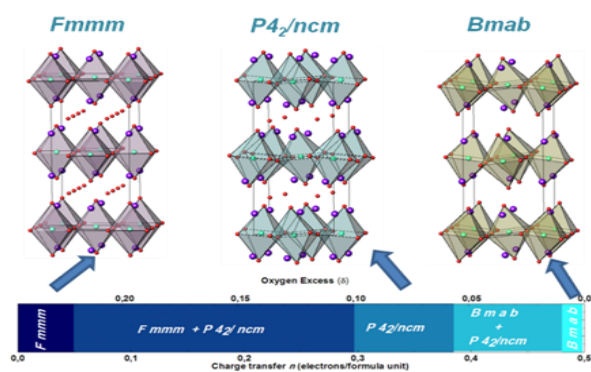 Fmmm P4₂/ncm Bmab
Oxygen Excess (δ)
0,20 0,15 0,10 0,05 0,0
F mmm
F mmm + P 4₂/ ncm
P 4₂/ncm
B m a b
+
P 4₂/ncm
B m a b
0,0 0,1 0,2 0,3 0,4 0,5
Charge transfer n (electrons/formula unit)